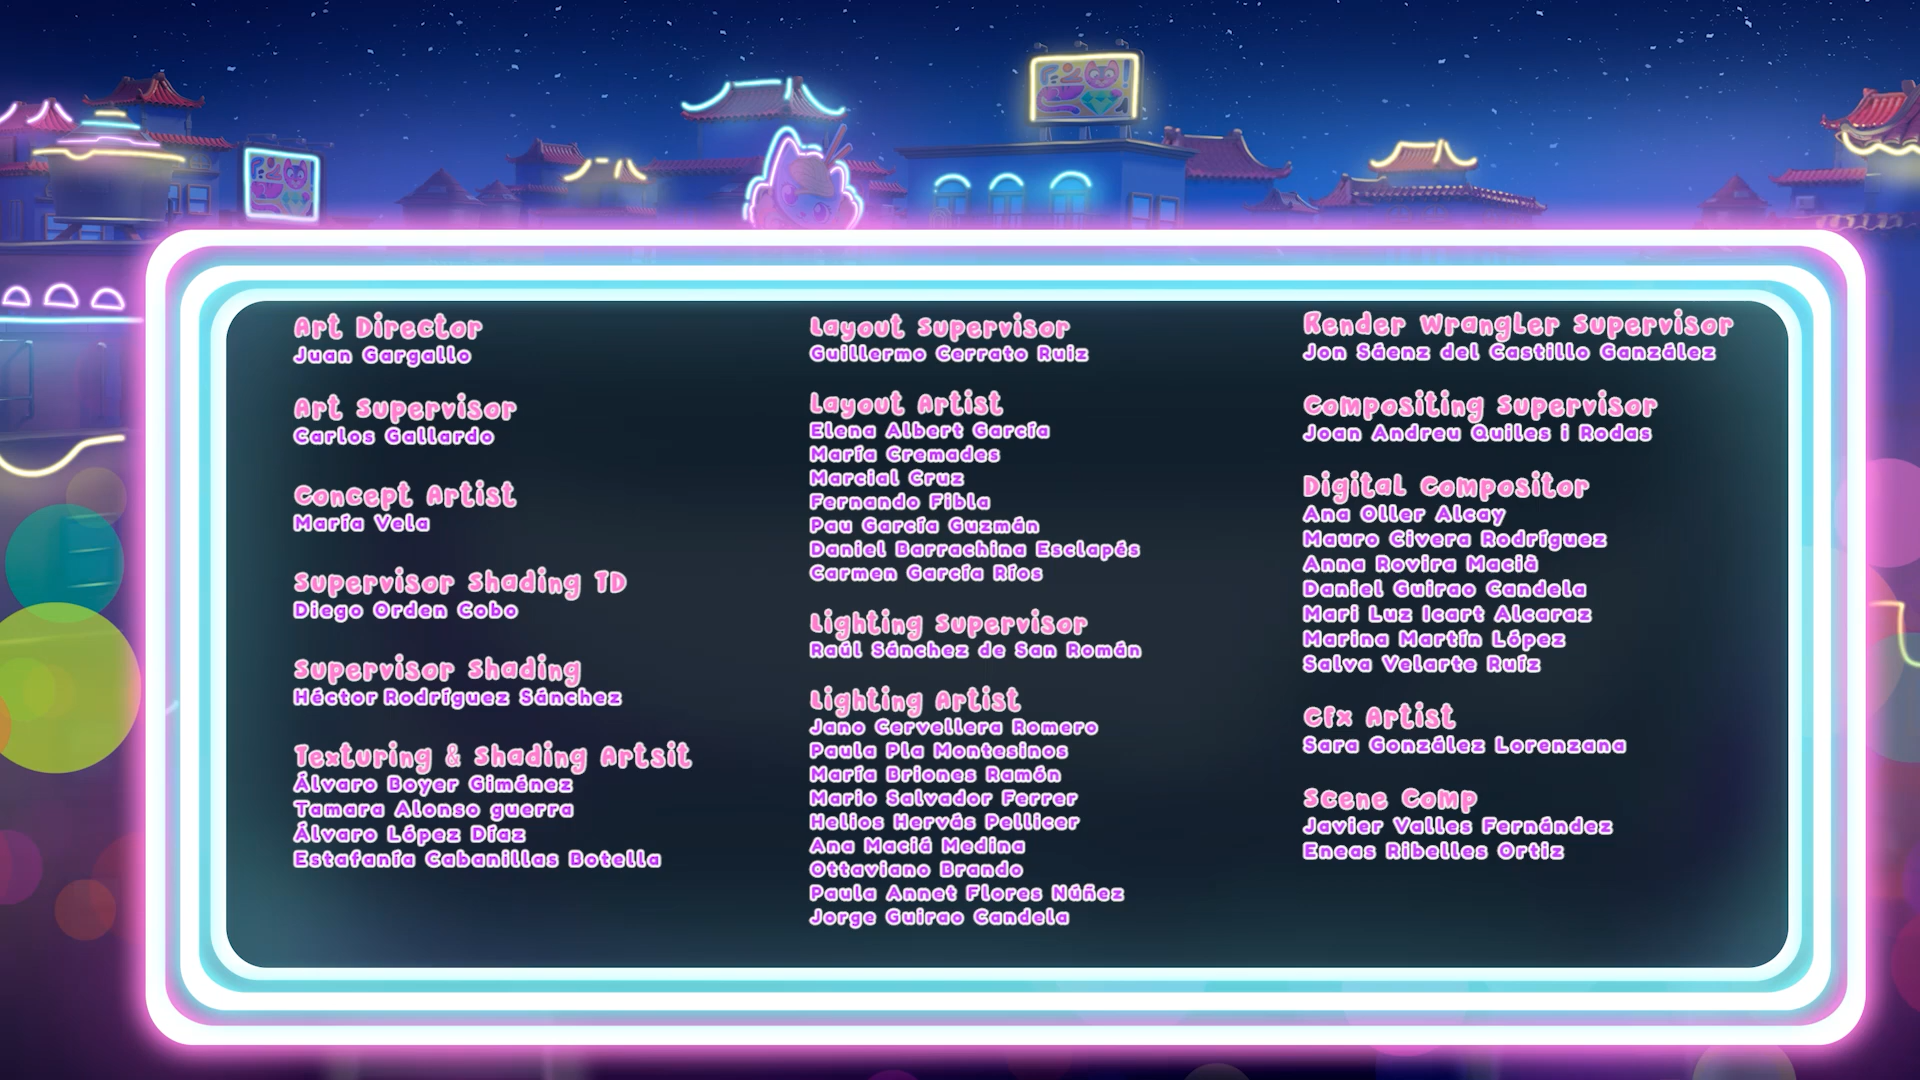 Art Director
Juan Gargallo
Art Supervisor
Carlos Gallardo
Concept Artist
María Vela
Supervisor Shading TD
Diego Orden Cobo
Supervisor Shading
Héctor Rodríguez Sánchez
Texturing & Shading Artsit
Álvaro Boyer Giménez
Tamara Alonso guerra
Álvaro López Díaz
Estafanía Cabanillas Botella
Layout Supervisor
Guillermo Cerrato Ruiz
Layout Artist
Elena Albert García
María Cremades
Marcial Cruz
Fernando Fibla
Pau García Guzmán
Daniel Barrachina Esclapés
Carmen García Ríos
Lighting Supervisor
Raúl Sánchez de San Román
Lighting Artist
Jano Cervellera Romero
Paula Pla Montesinos
María Briones Ramón
Mario Salvador Ferrer
Helios Hervás Pellicer
Ana Maciá Medina
Ottaviano Brando
Paula Annet Flores Núñez
Jorge Guirao Candela
Render Wrangler Supervisor
Jon Sáenz del Castillo Ganzález
Compositing Supervisor
Joan Andreu Quiles i Rodas
Digital Compositor
Ana Oller Alcay
Mauro Civera Rodríguez
Anna Rovira Macià
Daniel Guirao Candela
Mari Luz Icart Alcaraz
Marina Martín López
Salva Velarte Ruíz
Cfx Artist
Sara González Lorenzana
Scene Comp
Javier Valles Fernández
Eneas Ribelles Ortiz